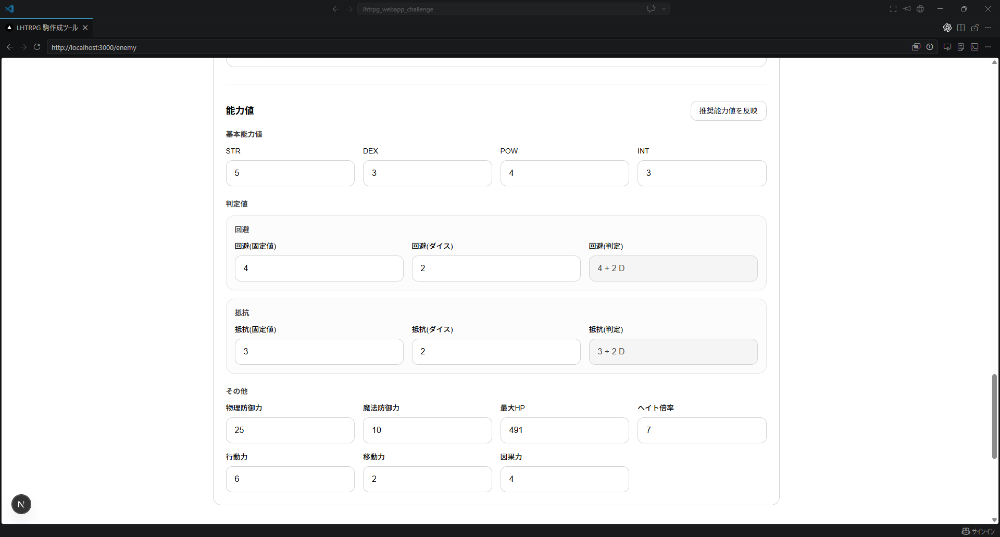 lhtrpg_webapp_challenge
LHTRPG 駒作成ツール
http://localhost:3000/enemy
能力値
推奨能力値を反映
基本能力値
STR DEX POW INT
5 3 4 3
判定値
回避
回避(固定値) 回避(ダイス) 回避(判定)
4 2 4 + 2 D
抵抗
抵抗(固定値) 抵抗(ダイス) 抵抗(判定)
3 2 3 + 2 D
その他
物理防御力 魔法防御力 最大HP ヘイト倍率
25 10 491 7
行動力 移動力 因果力
6 2 4
N
サインイン